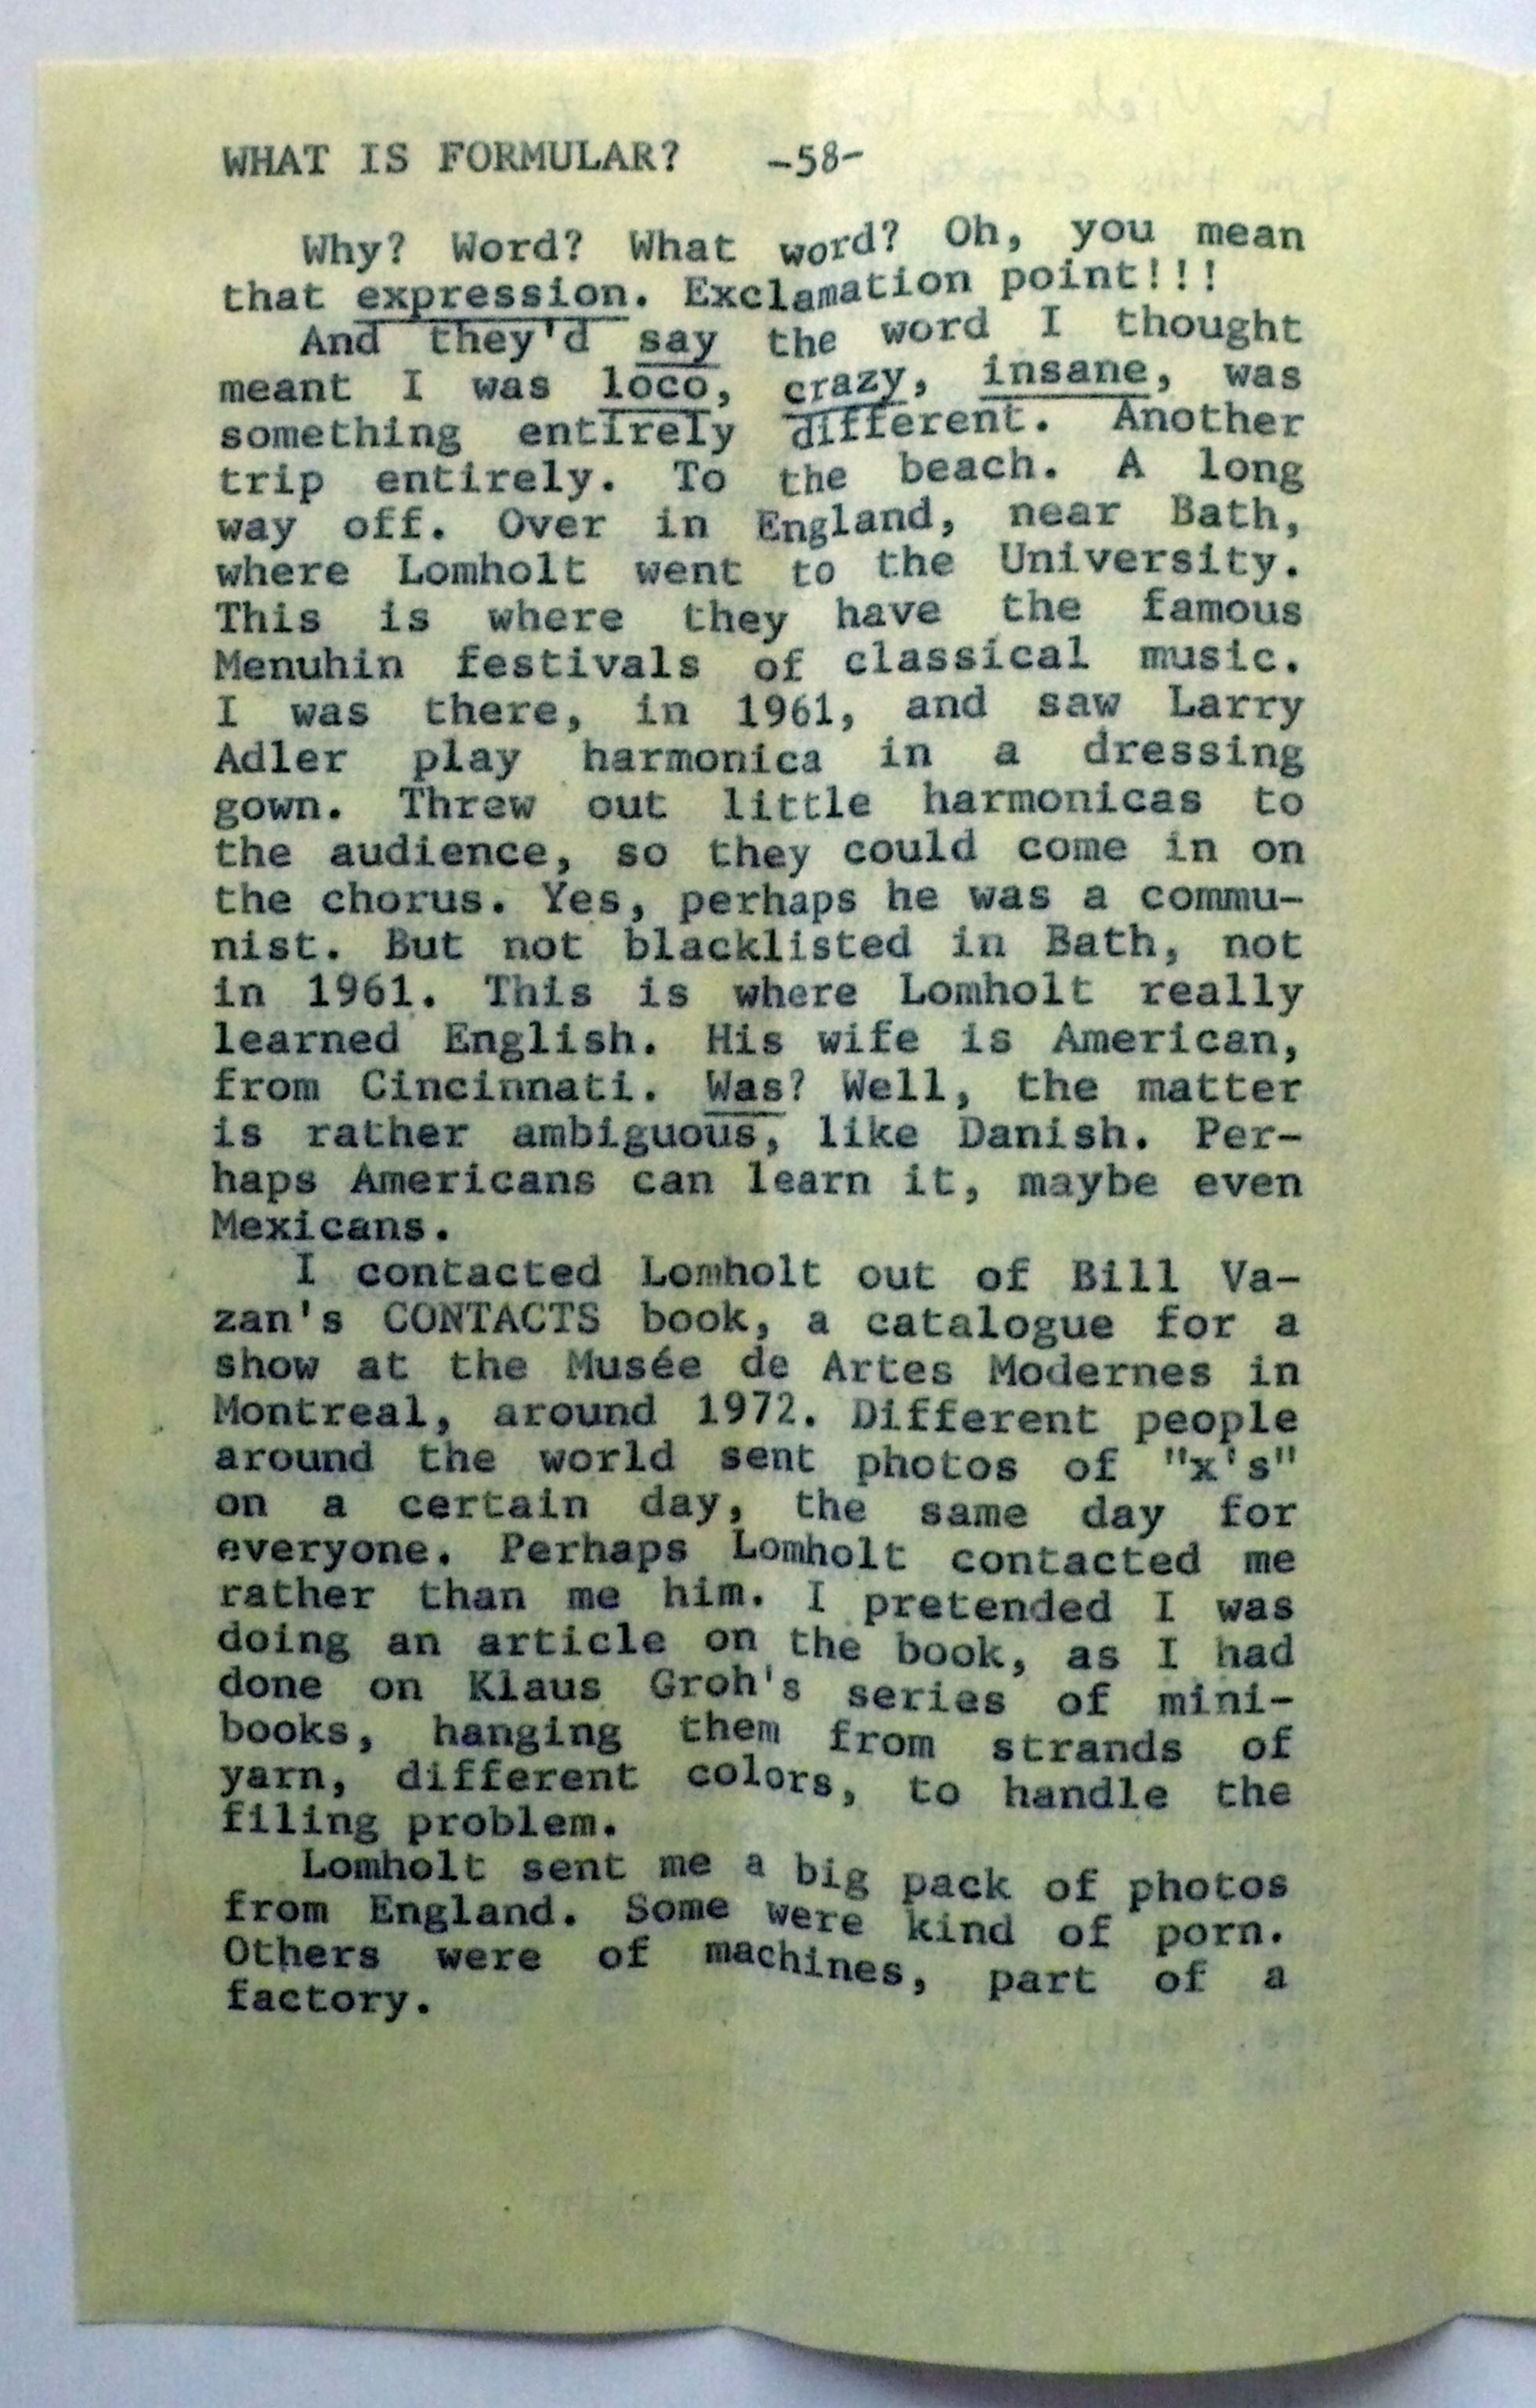 WHAT IS FORMULAR? -58-
Why? Word? What word? Oh, you mean
that expression. Exclamation point!!!
And they'd say the word I thought
meant I was loco, crazy, insane, was
something entirely different. Another
trip entirely. To the beach. A long
way off. Over in England, near Bath,
where Lomholt went to the University.
This is where they have the famous
Menuhin festivals of classical music.
I was there, in 1961, and saw Larry
Adler play harmonica in a dressing
gown. Threw out little harmonicas to
the audience, so they could come in on
the chorus. Yes, perhaps he was a commu-
nist. But not blacklisted in Bath, not
in 1961. This is where Lomholt really
learned English. His wife is American,
from Cincinnati. Was? Well, the matter
is rather ambiguous, like Danish. Per-
haps Americans can learn it, maybe even
Mexicans.
I contacted Lomholt out of Bill Va-
zan's CONTACTS book, a catalogue for a
show at the Musée de Artes Modernes in
Montreal, around 1972. Different people
around the world sent photos of "x's"
on a certain day, the same day for
everyone. Perhaps Lomholt contacted me
rather than me him. I pretended I was
doing an article on the book, as I had
done on Klaus Groh's series of mini-
books, hanging them from strands of
yarn, different colors, to handle the
filing problem.
Lomholt sent me a big pack of photos
from England. Some were kind of porn.
Others were of machines, part of a
factory.